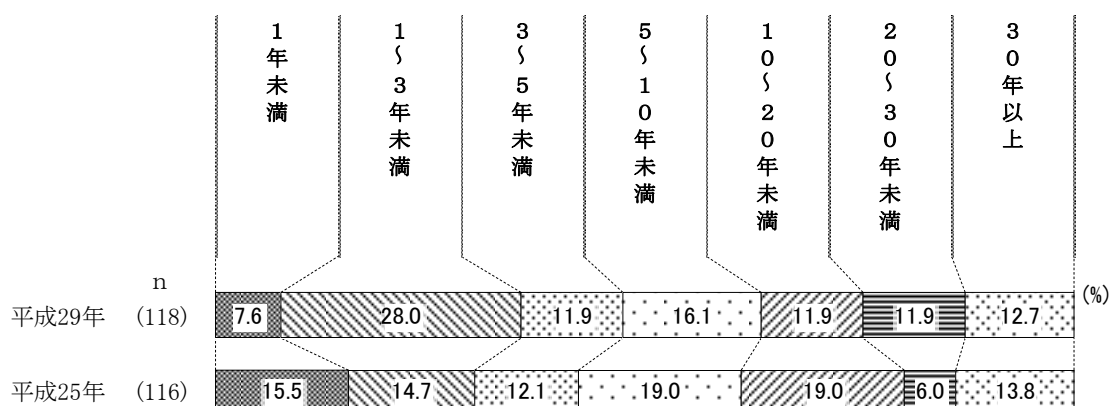 1年未満
1～3年未満
3～5年未満
5～10年未満
10～20年未満
20～30年未満
30年以上
n
(%)
平成29年 (118) 7.6 28.0 11.9 16.1 11.9 11.9 12.7
平成25年 (116) 15.5 14.7 12.1 19.0 19.0 6.0 13.8